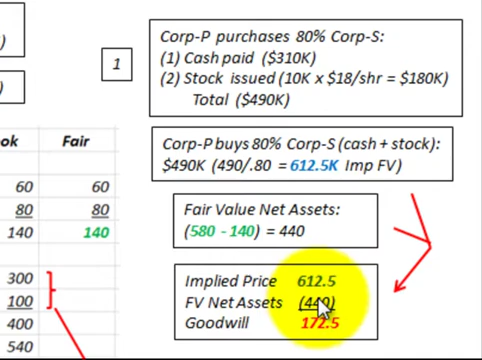 )
)
1
Corp-P purchases 80% Corp-S:
(1) Cash paid ($310K)
(2) Stock issued (10K x $18/shr = $180K)
Total ($490K)
Corp-P buys 80% Corp-S (cash + stock):
$490K (490/.80 = 612.5K Imp FV)
ok Fair
60 60
80 80
140 140
300
100
400
540
Fair Value Net Assets:
(580 - 140) = 440
Implied Price 612.5
FV Net Assets (440)
Goodwill 172.5